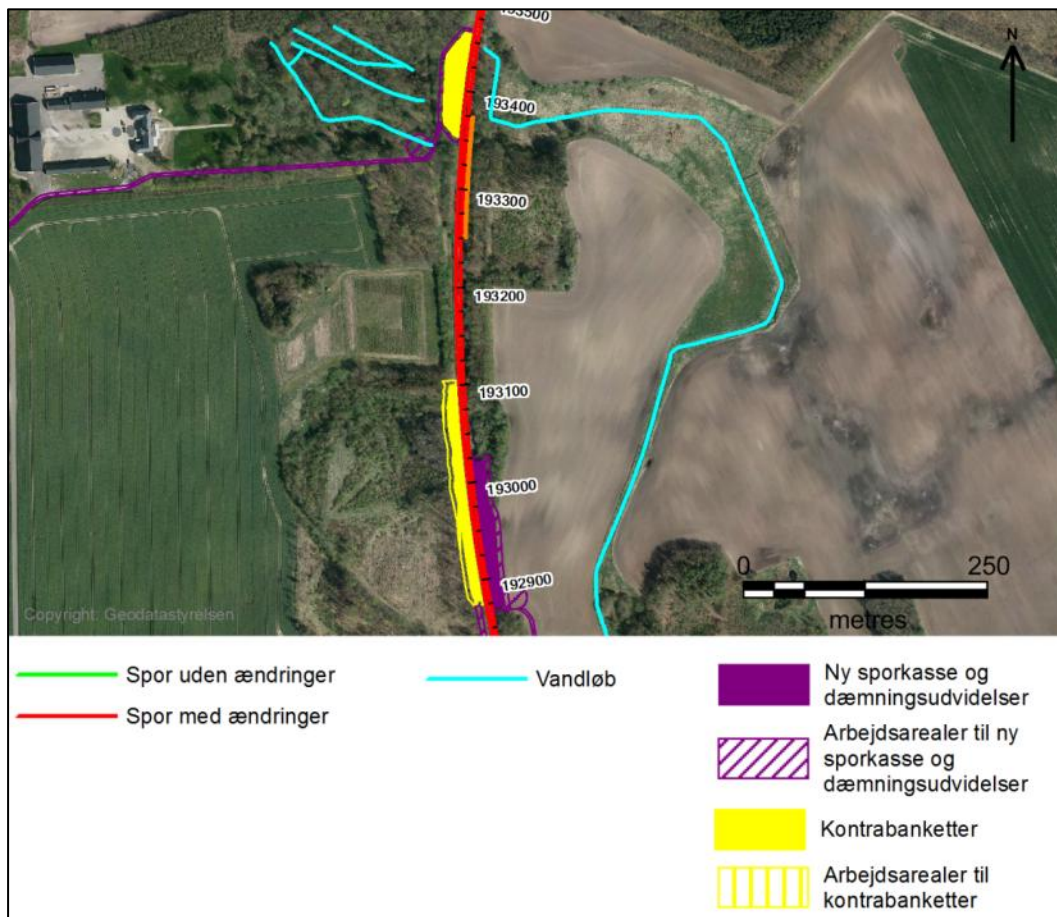 193500
N
193400
193300
193200
193100
193000
192900
0 250
metres
Copyright: Geodatastyrelsen
Spor uden ændringer
Spor med ændringer
Vandløb
Ny sporkasse og
dæmningsudvidelser
Arbejdsarealer til ny
sporkasse og
dæmningsudvidelser
Kontrabanketter
Arbejdsarealer til
kontrabanketter